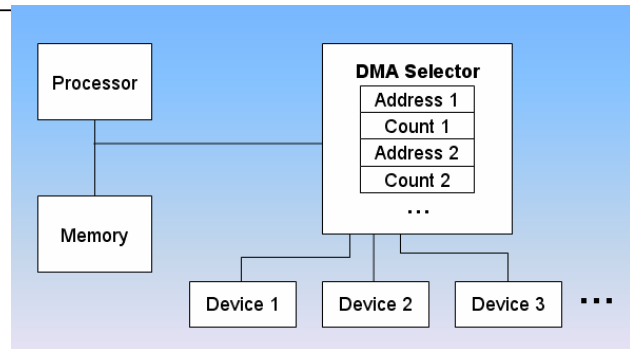 Processor
DMA Selector
Address 1
Count 1
Address 2
Count 2
...
Memory
Device 1
Device 2
Device 3
...